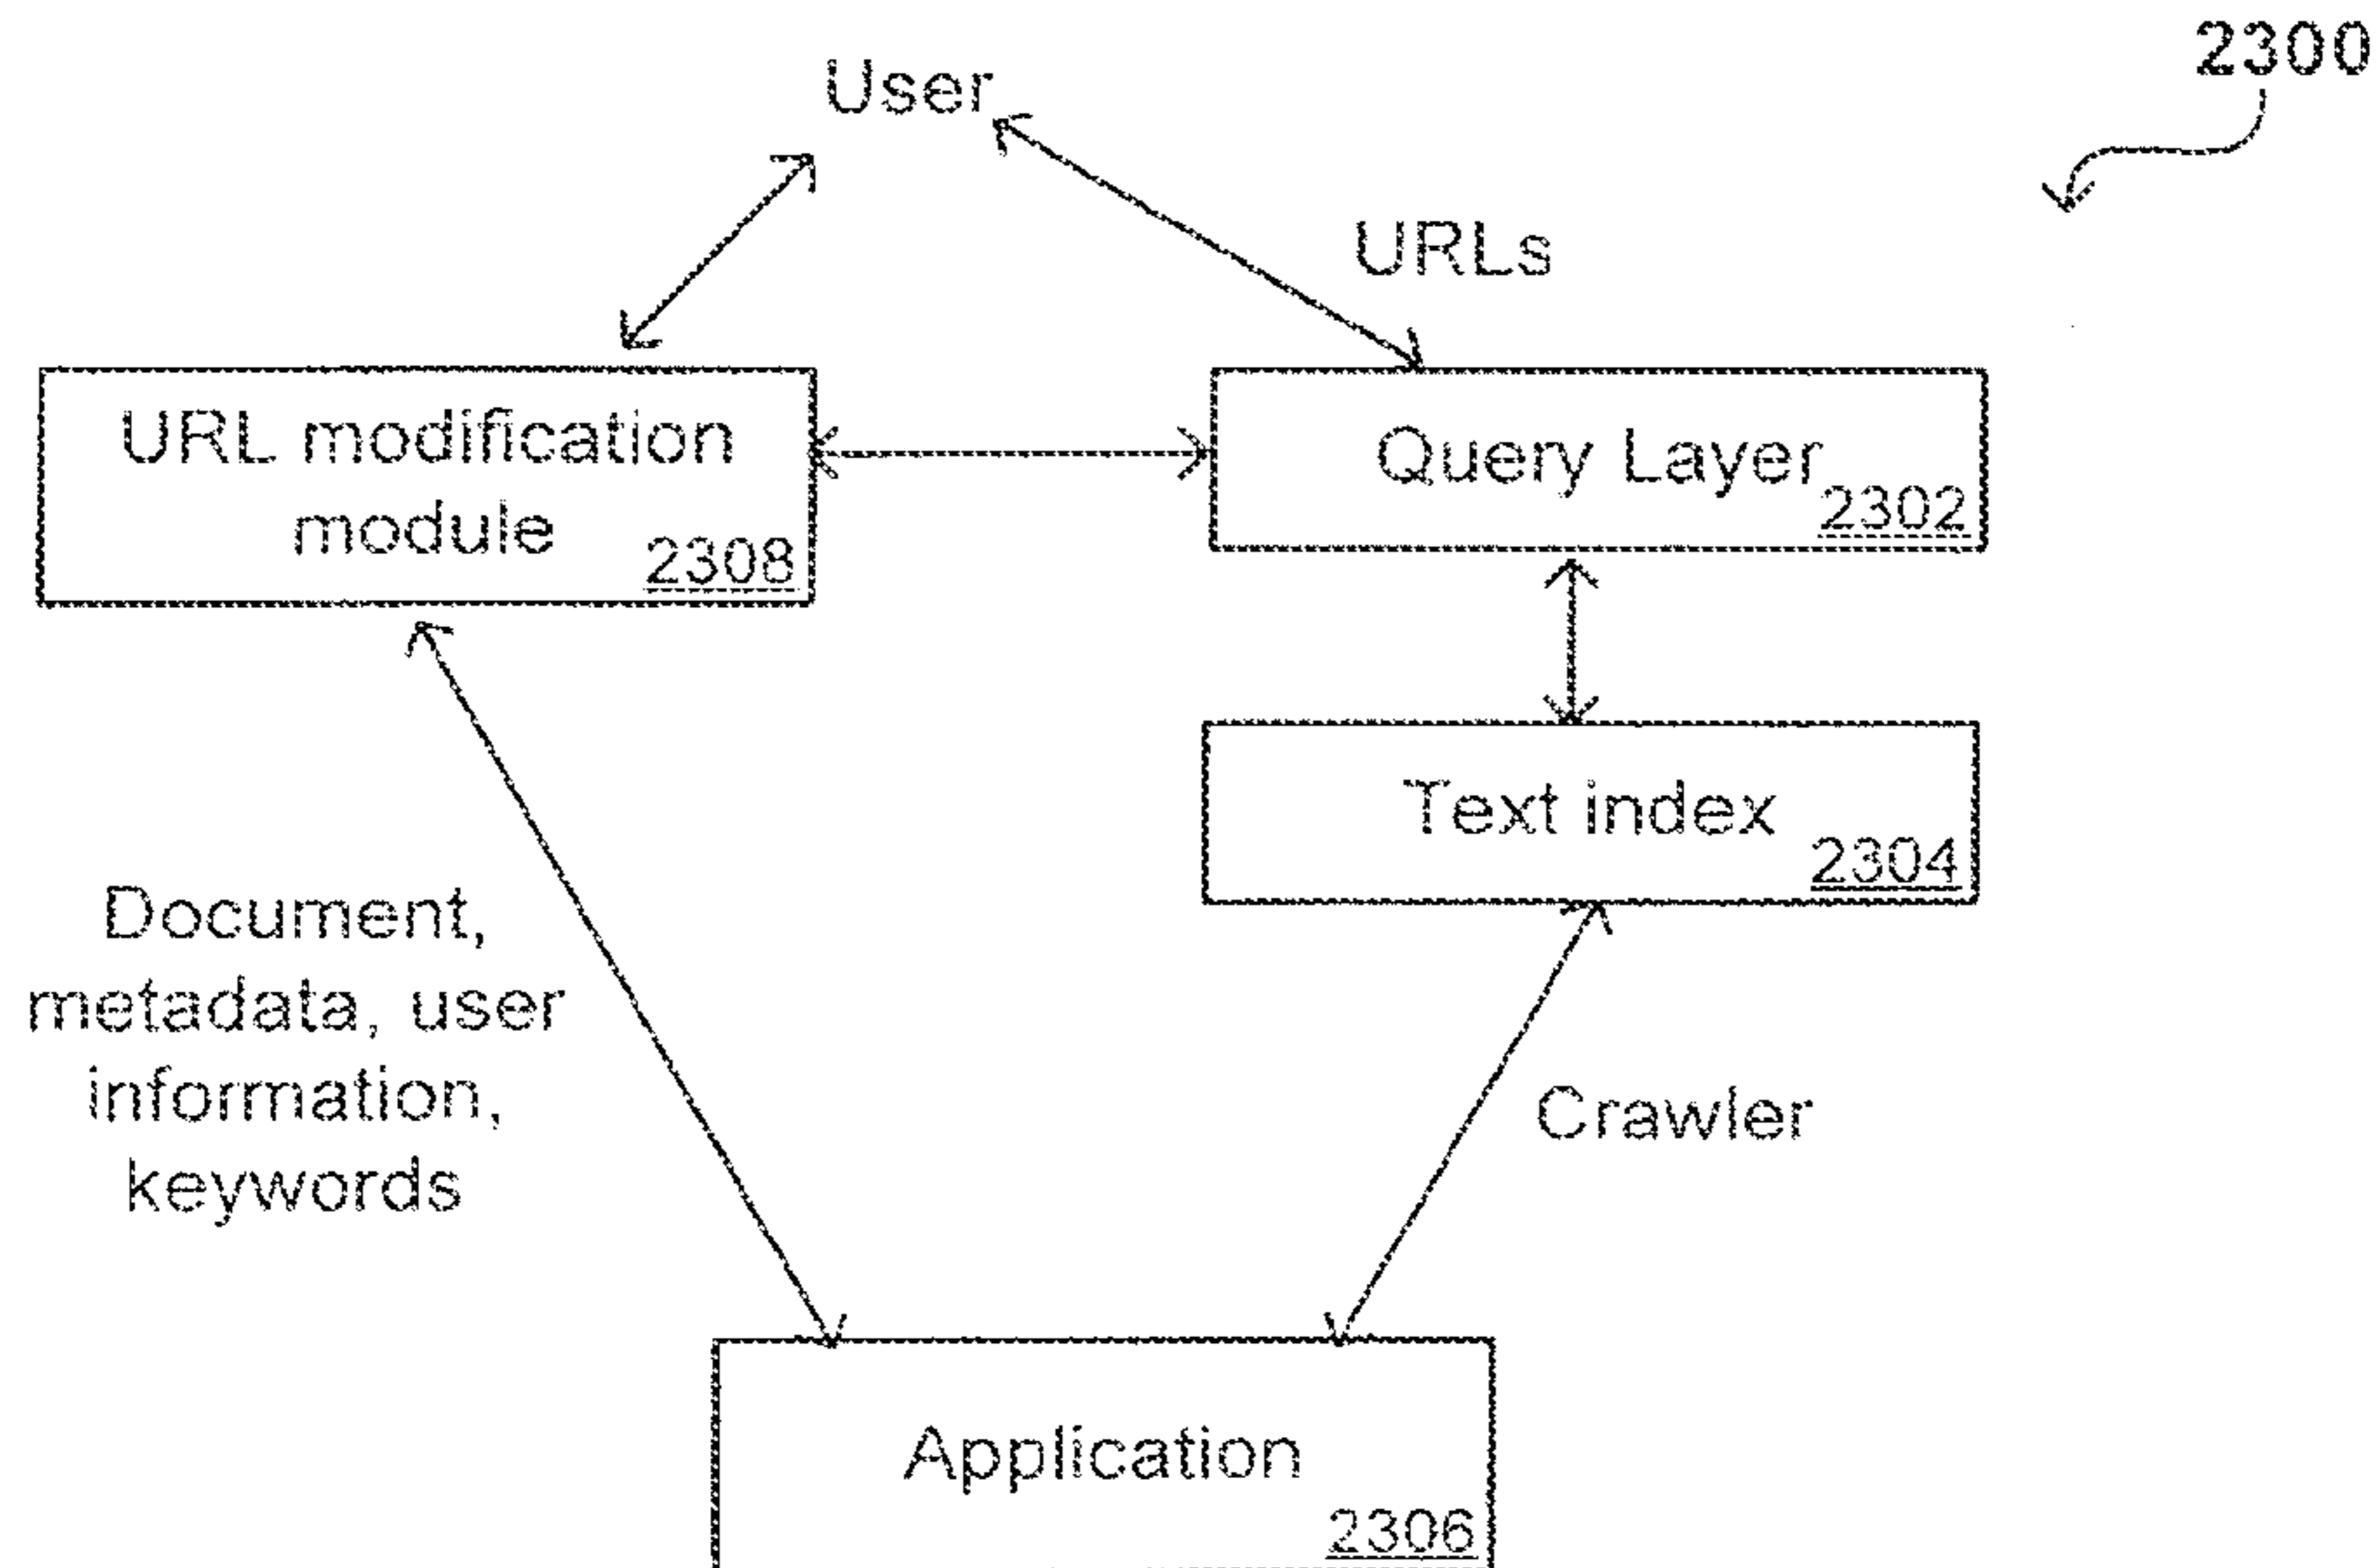 2300
User
URLs
URL modification
module
2308
Query Layer
2302
Text index
2304
Document,
metadata, user
information,
keywords
Crawler
Application
2306